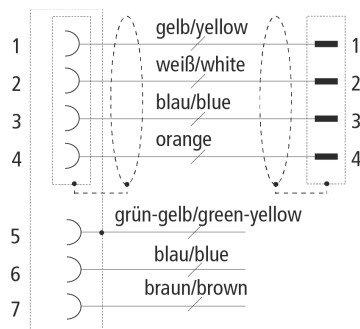 1 gelb/yellow 1
2 weiß/white 2
3 blau/blue 3
4 orange 4
5 grün-gelb/green-yellow
6 blau/blue
7 braun/brown